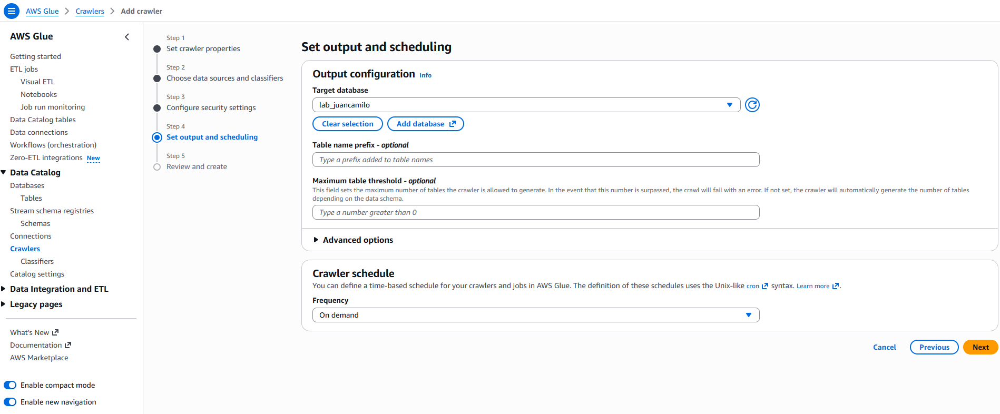 AWS Glue > Crawlers > Add crawler
AWS Glue
Getting started
ETL jobs
Visual ETL
Notebooks
Job run monitoring
Data Catalog tables
Data connections
Workflows (orchestration)
Zero-ETL integrations New
Data Catalog
Databases
Tables
Stream schema registries
Schemas
Connections
Crawlers
Classifiers
Catalog settings
Data Integration and ETL
Legacy pages
What's New
Documentation
AWS Marketplace
Enable compact mode
Enable new navigation
Step 1
Set crawler properties
Step 2
Choose data sources and classifiers
Step 3
Configure security settings
Step 4
Set output and scheduling
Step 5
Review and create
Set output and scheduling
Output configuration Info
Target database
lab_juancamilo
Clear selection
Add database
Table name prefix - optional
Type a prefix added to table names
Maximum table threshold - optional
This field sets the maximum number of tables the crawler is allowed to generate. In the event that this number is surpassed, the crawl will fail with an error. If not set, the crawler will automatically generate the number of tables
depending on the data schema.
Type a number greater than 0
Advanced options
Crawler schedule
You can define a time-based schedule for your crawlers and jobs in AWS Glue. The definition of these schedules uses the Unix-like cron syntax. Learn more .
Frequency
On demand
Cancel
Previous
Next